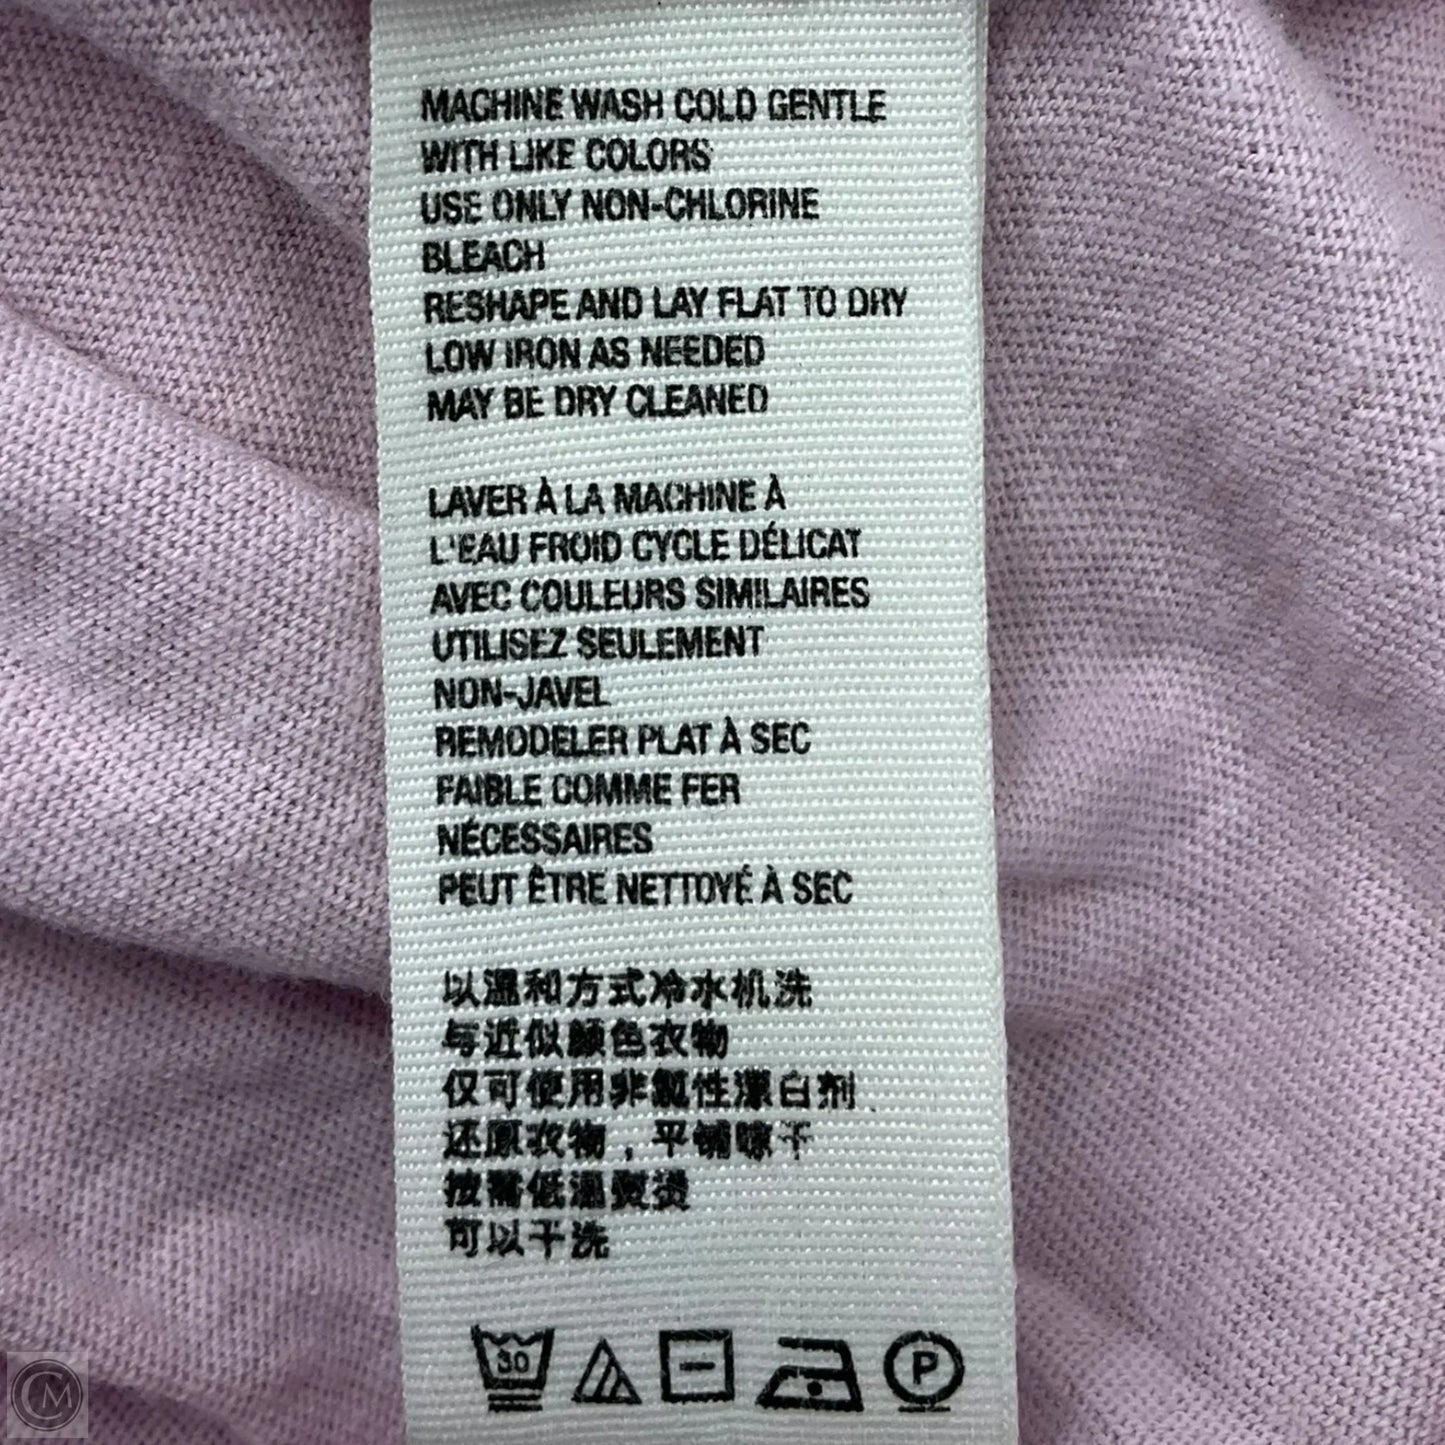 MACHINE WASH COLD GENTLE
WITH LIKE COLORS
USE ONLY NON-CHLORINE
BLEACH
RESHAPE AND LAY FLAT TO DRY
LOW IRON AS NEEDED
MAY BE DRY CLEANED
LAVER À LA MACHINE À
L'EAU FROID CYCLE DÉLICAT
AVEC COULEURS SIMILAIRES
UTILISEZ SEULEMENT
NON-JAVEL
REMODELER PLAT À SEC
FAIBLE COMME FER
NÉCESSAIRES
PEUT ÊTRE NETTOYÉ À SEC
以温和方式冷水机洗
与近似颜色衣物
仅可使用非氯性漂白剂
还原衣物，平铺晾干
按需低温熨烫
可以干洗
30 P
CM